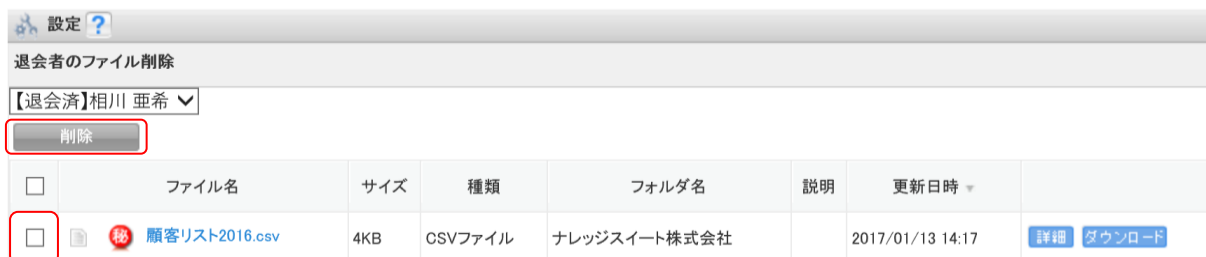 設定 ?
退会者のファイル削除
【退会済】相川 亜希
削除
ファイル名 サイズ 種類 フォルダ名 説明 更新日時
秘 顧客リスト2016.csv 4KB CSVファイル ナレッジスイート株式会社 2017/01/13 14:17 詳細 ダウンロード